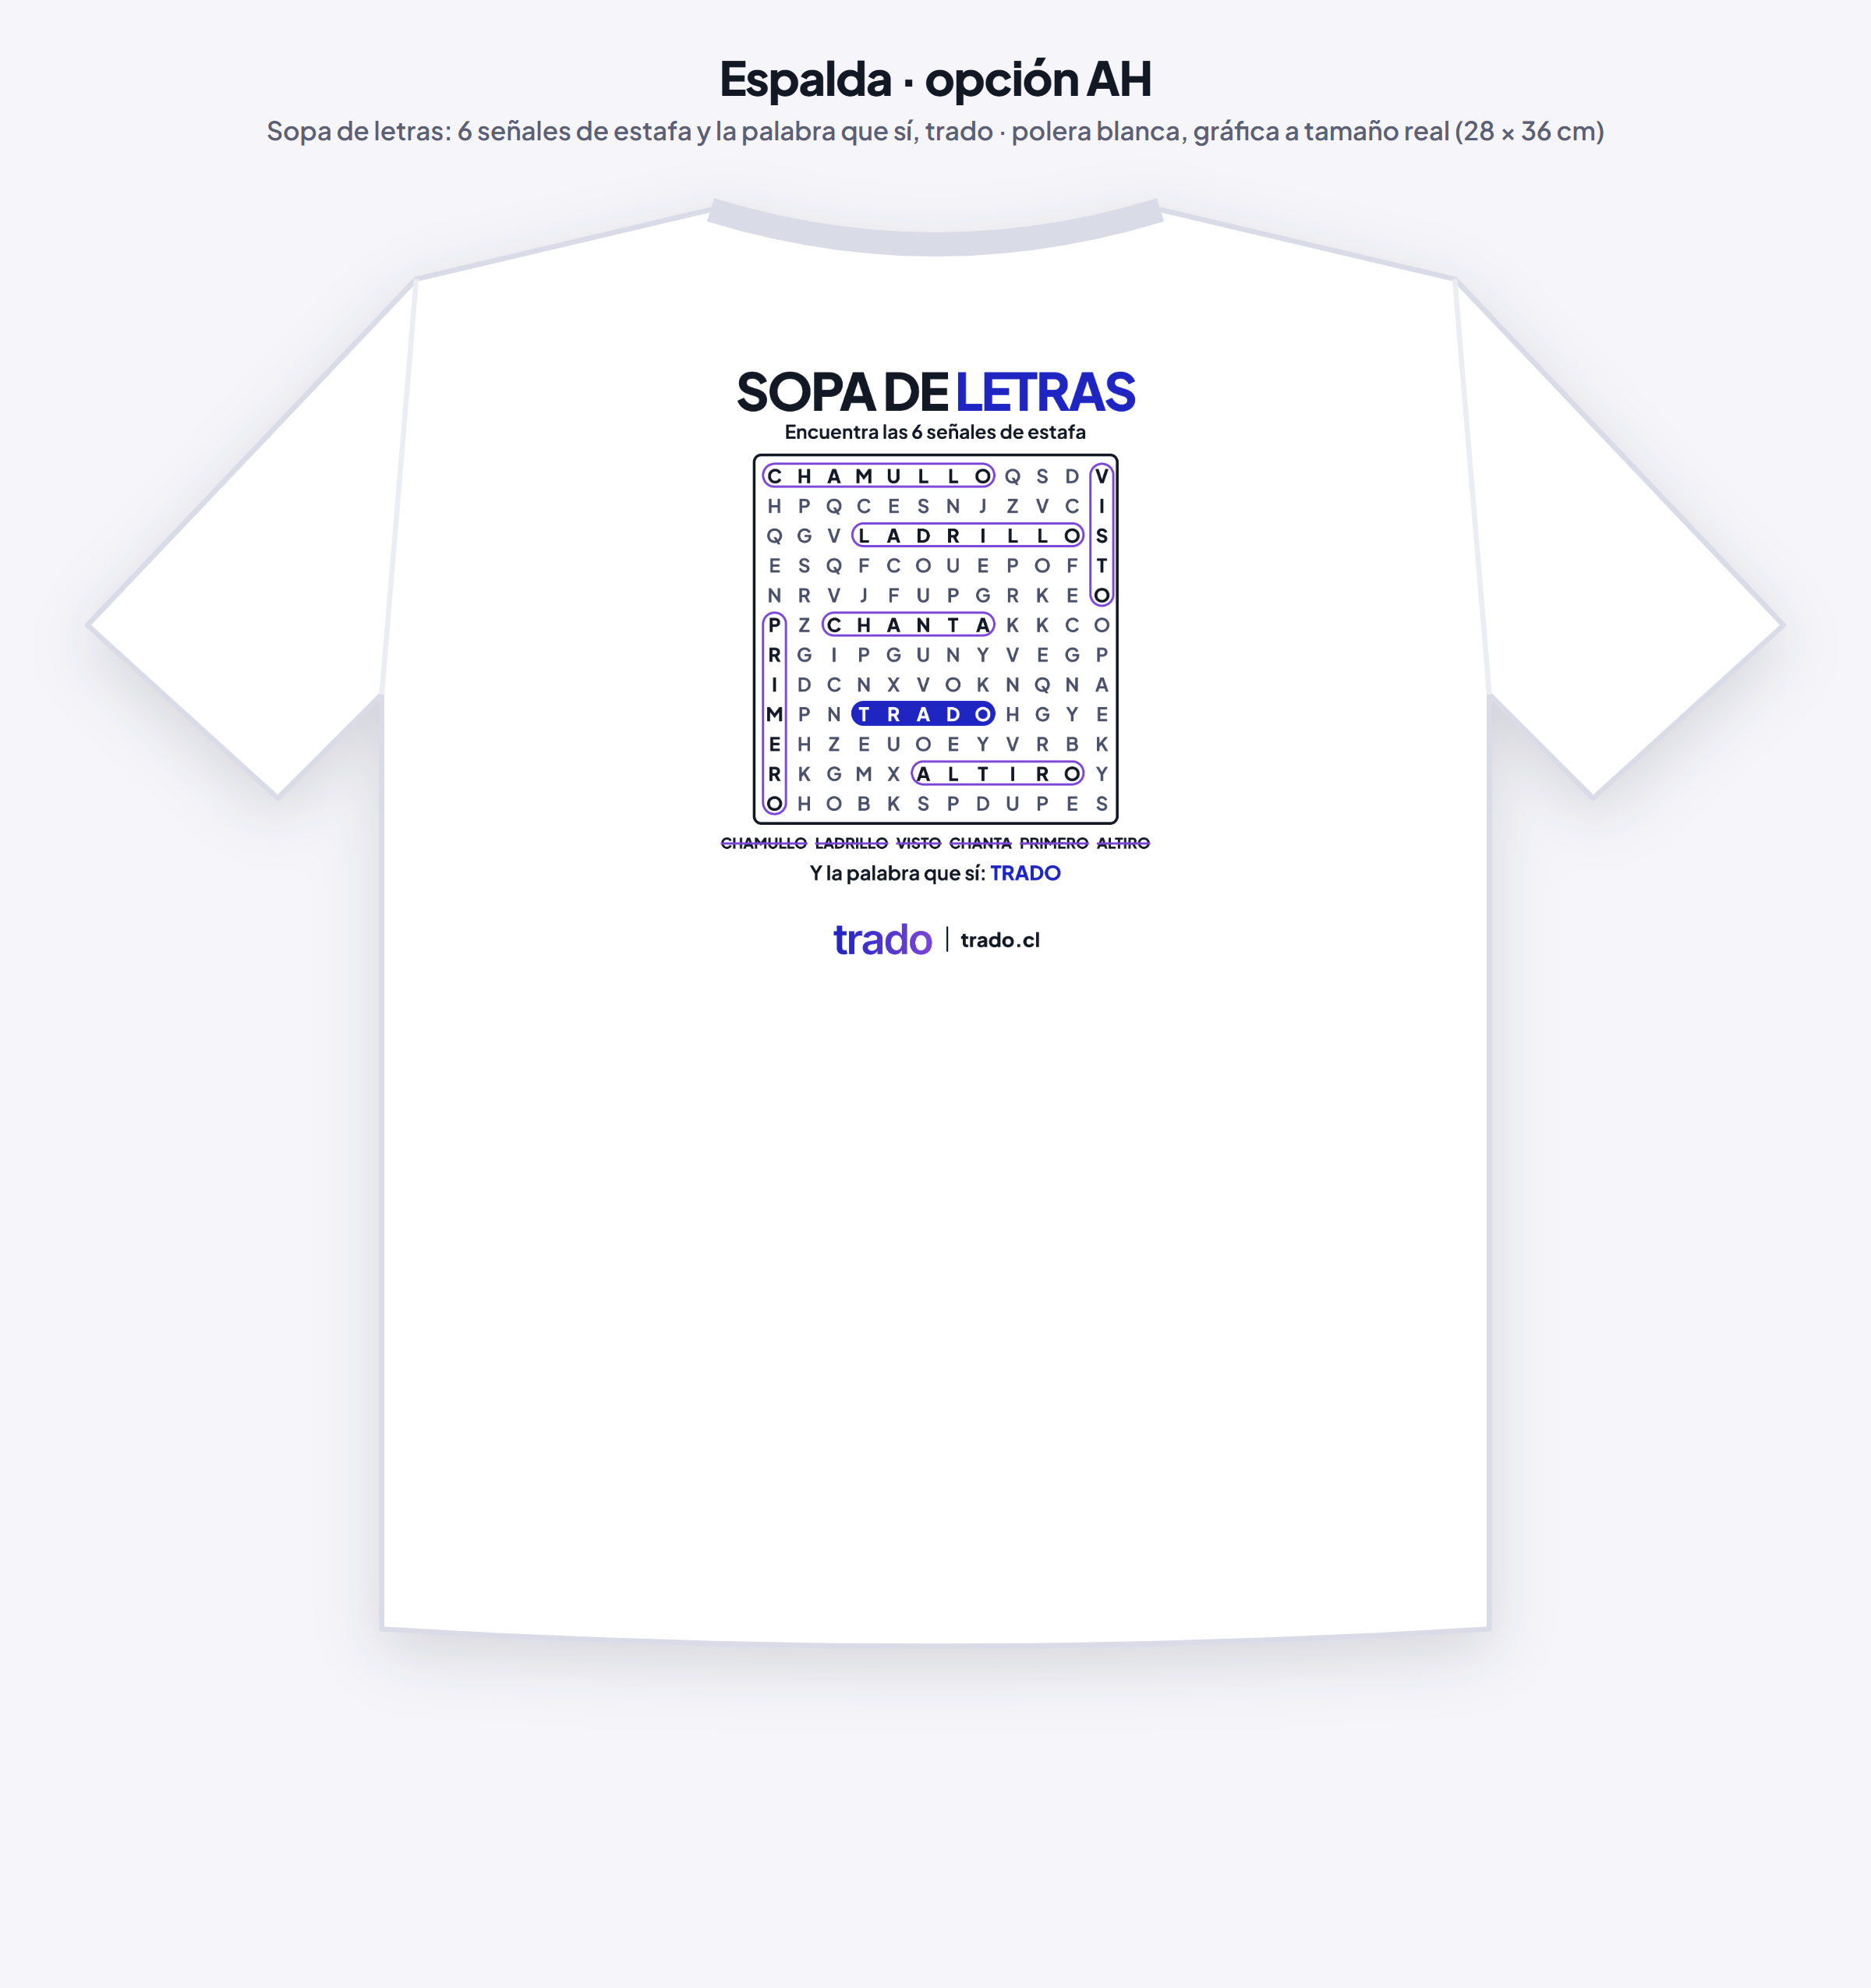 Espalda · opción AH
Sopa de letras: 6 señales de estafa y la palabra que sí, trado · polera blanca, gráfica a tamaño real (28 × 36 cm)
SOPA DE LETRAS
Encuentra las 6 señales de estafa
C H A M U L L O Q S D V
H P Q C E S N J Z V C I
Q G V L A D R I L L O S
E S Q F C O U E P O F T
N R V J F U P G R K E O
P Z C H A N T A K K C O
R G I P G U N Y V E G P
I D C N X V O K N Q N A
M P N T R A D O H G Y E
E H Z E U O E Y V R B K
R K G M X A L T I R O Y
O H O B K S P D U P E S
CHAMULLO LADRILLO VISTO CHANTA PRIMERO ALTIRO
Y la palabra que sí: TRADO
trado | trado.cl